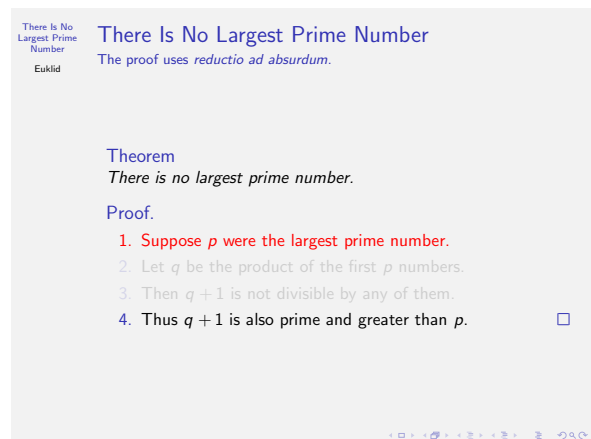 There Is No
Largest Prime
Number
Euklid
There Is No Largest Prime Number
The proof uses reductio ad absurdum.
Theorem
There is no largest prime number.
Proof.
1. Suppose p were the largest prime number.
2. Let q be the product of the first p numbers.
3. Then q + 1 is not divisible by any of them.
4. Thus q + 1 is also prime and greater than p.